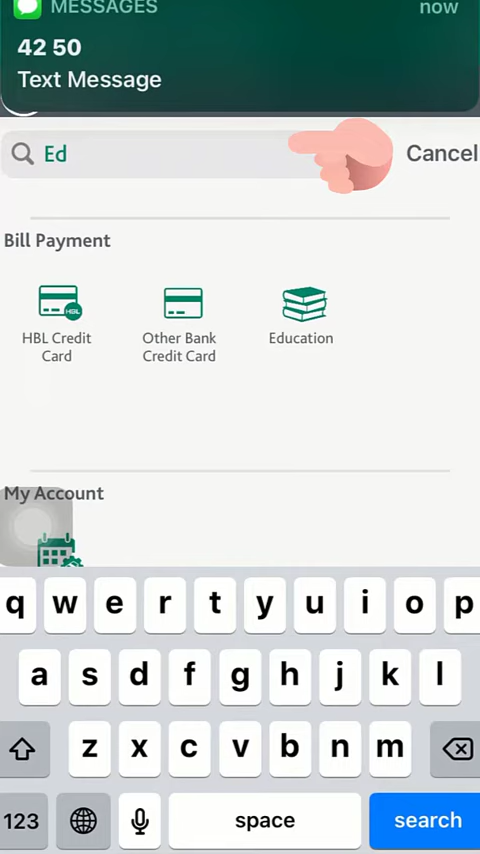 MESSAGES
now
42 50
Text Message
Ed
Cancel
Bill Payment
HBL
HBL Credit
Card
Other Bank
Credit Card
Education
My Account
q w e r t y u i o p
a s d f g h j k l
z x c v b n m
123
space
search